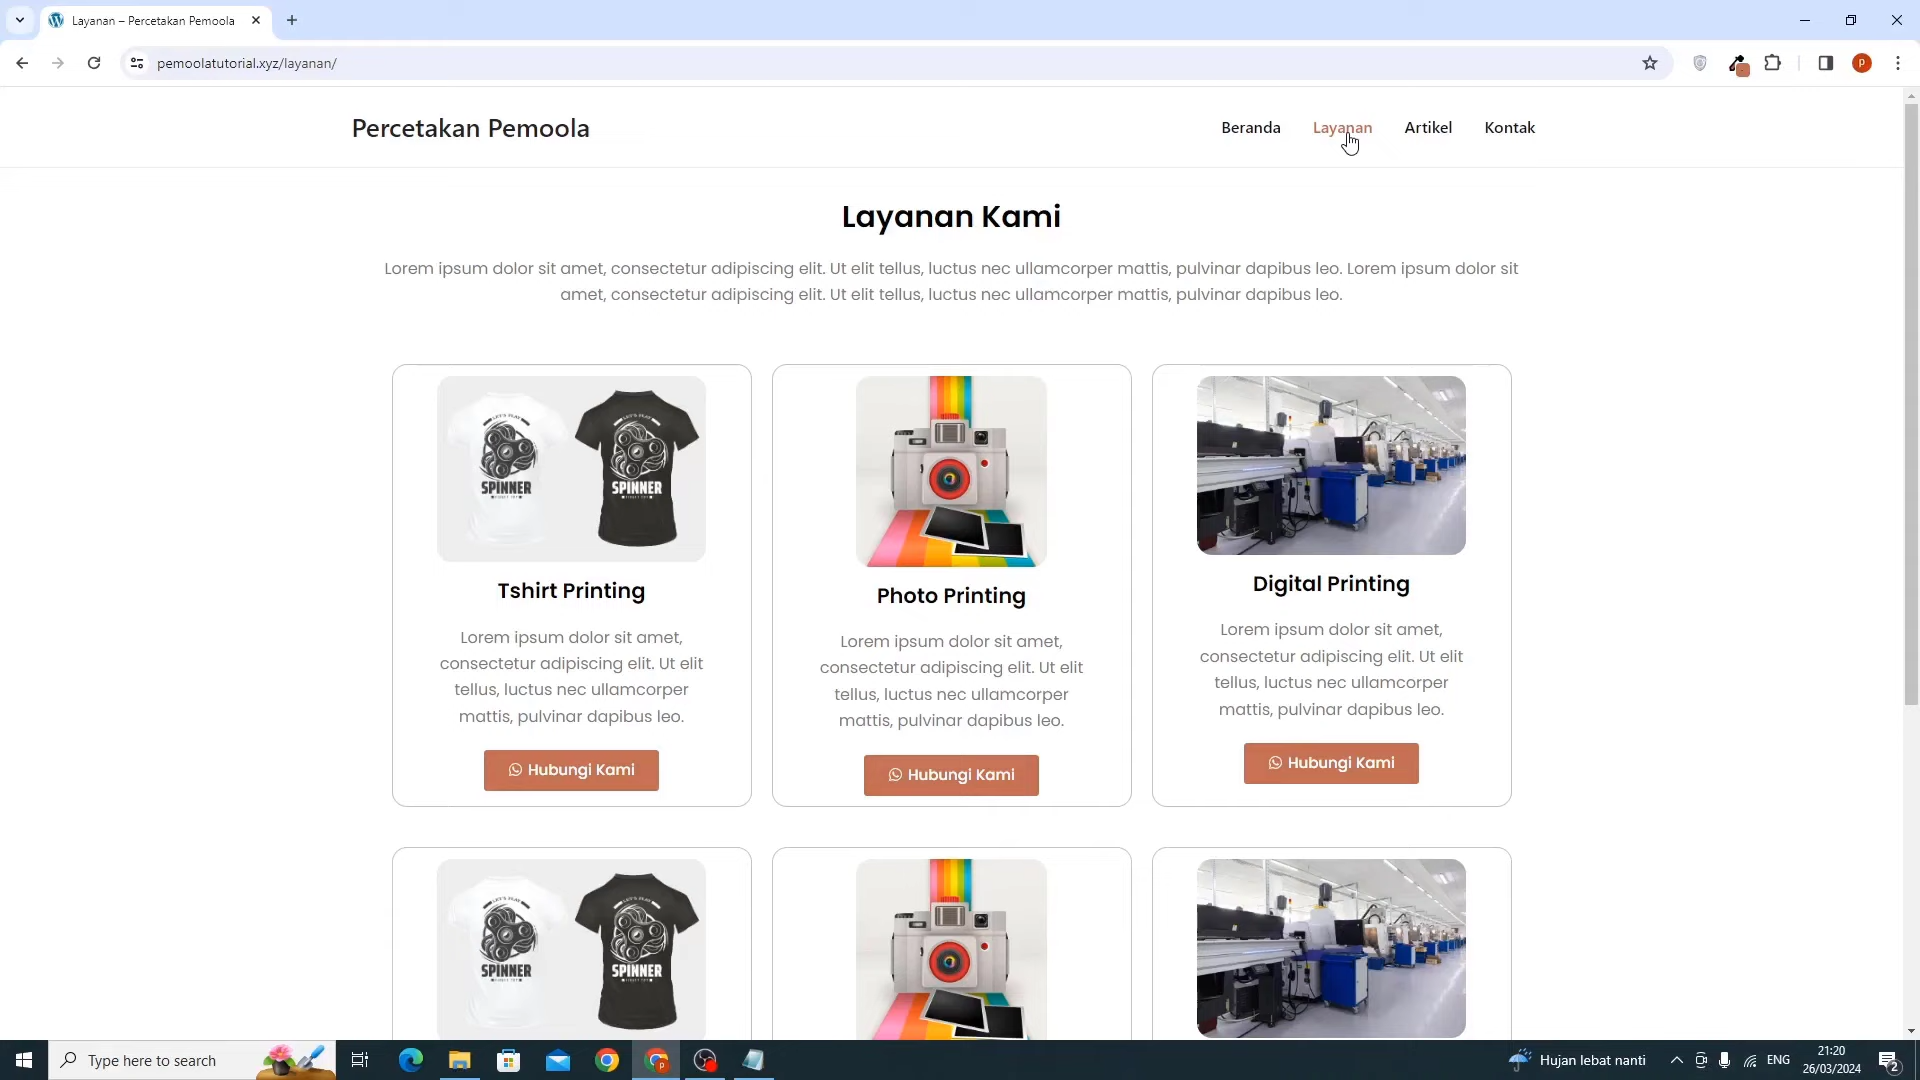 Layanan – Percetakan Pemoola
pemoolatutorial.xyz/layanan/
P
Percetakan Pemoola
Beranda
Layanan
Artikel
Kontak
Layanan Kami
Lorem ipsum dolor sit amet, consectetur adipiscing elit. Ut elit tellus, luctus nec ullamcorper mattis, pulvinar dapibus leo. Lorem ipsum dolor sit
amet, consectetur adipiscing elit. Ut elit tellus, luctus nec ullamcorper mattis, pulvinar dapibus leo.
LET'S PLAY
SPINNER
LET'S PLAY
SPINNER
Tshirt Printing
Lorem ipsum dolor sit amet,
consectetur adipiscing elit. Ut elit
tellus, luctus nec ullamcorper
mattis, pulvinar dapibus leo.
Hubungi Kami
Photo Printing
Lorem ipsum dolor sit amet,
consectetur adipiscing elit. Ut elit
tellus, luctus nec ullamcorper
mattis, pulvinar dapibus leo.
Hubungi Kami
Digital Printing
Lorem ipsum dolor sit amet,
consectetur adipiscing elit. Ut elit
tellus, luctus nec ullamcorper
mattis, pulvinar dapibus leo.
Hubungi Kami
LET'S PLAY
SPINNER
LET'S PLAY
SPINNER
Type here to search
Hujan lebat nanti
ENG
21:20
26/03/2024
2